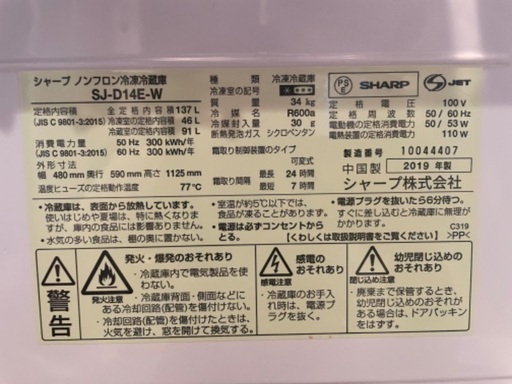 シャープ ノンフロン冷凍冷蔵庫
SJ-D14E-W
定格内容積 全定格内容積 137 L
(JIS C 9801-3:2015) 冷凍室の定格内容積 46 L
冷蔵室の定格内容積 91 L
消費電力量 50 Hz 300 kWh/年
(JIS C 9801-3:2015) 60 Hz 300 kWh/年
外形寸法
幅 480 mm 奥行 590 mm 高さ 1125 mm
温度ヒューズの定格動作温度 77 ℃
種類 冷凍冷蔵庫
冷凍室の記号
質量 34 kg
冷媒 R600a
冷媒封入量 30 g
断熱発泡ガス シクロペンタン
霜取り制御装置のタイプ
可変式
霜取り間隔 最長 24 時間
最短 7 時間
PS
E
SHARP
S JET
定格電圧 100 V
定格周波数 50 / 60 Hz
電動機の定格消費電力 50 / 53 W
電熱装置の定格消費電力 110 W
製造番号 10044407
中国製 2019 年製
シャープ株式会社
• 冷蔵庫は、表面から放熱しています。
使いはじめや夏場は、特に熱くなりますが、庫内には影響ありません。
• 水気の多い食品は、棚の奥に置かない。
• 室温が約5℃以下では、食品が凍ることがあります。
• 電源は必ずコンセントからとる。
• 電源プラグを抜いたら6分待つ。
すぐに差し込むと冷蔵庫に無理がかかります。
【くわしくは取扱説明書をご覧ください】
C319
>PP<
警告
発火・爆発のおそれあり
発火注意
• 冷蔵庫内で電気製品を使わない。
• 冷蔵庫背面・側面などにある冷却回路(配管)を傷付けない。
• 冷却回路(配管)を傷付けたときは、火気を避け、窓を開けて換気する。
感電のおそれあり
感電注意
• 冷蔵庫のお手入れ時は、電源プラグを抜く。
幼児閉じ込めのおそれあり
閉じ込め注意
• 廃棄まで保管するとき、幼児閉じ込めのおそれがある場合は、ドアパッキンをはずす。